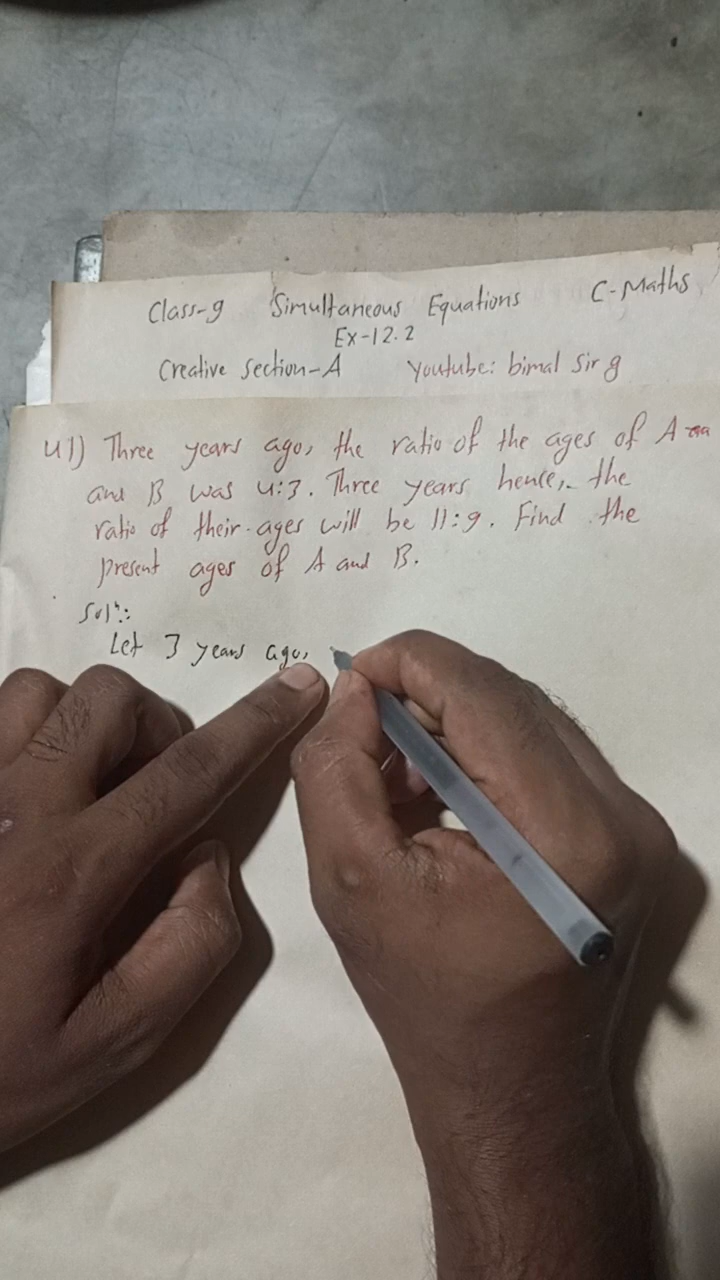 Class-9 Simultaneous Equations C-Maths
Ex-12.2
Creative section-A Youtube: bimal sir g
41) Three years ago, the ratio of the ages of A
and B was 4:3. Three years hence, the
ratio of their ages will be 11:9. Find the
present ages of A and B.
Solⁿ:
Let 3 years ago,